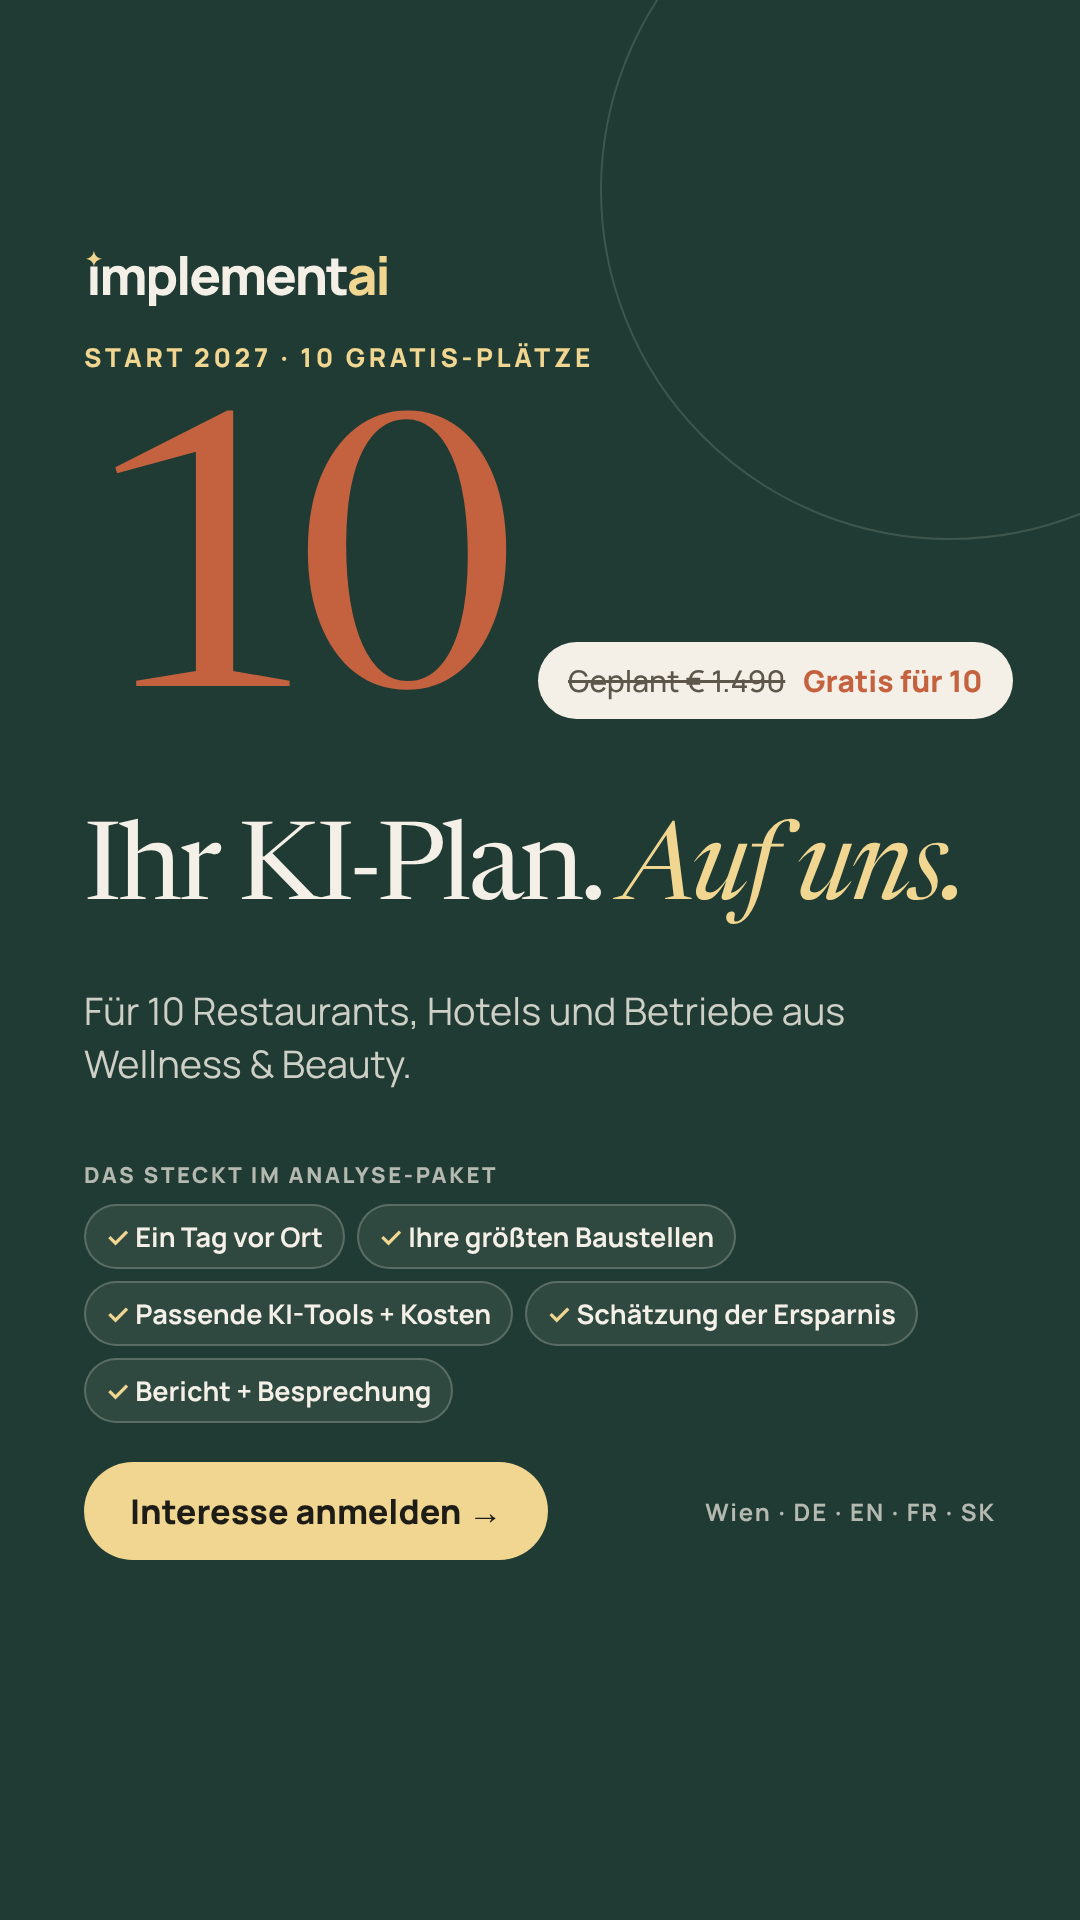 implementai
START 2027 · 10 GRATIS-PLÄTZE
10
Geplant € 1.490 Gratis für 10
Ihr KI-Plan. Auf uns.
Für 10 Restaurants, Hotels und Betriebe aus
Wellness & Beauty.
DAS STECKT IM ANALYSE-PAKET
✓ Ein Tag vor Ort ✓ Ihre größten Baustellen
✓ Passende KI-Tools + Kosten ✓ Schätzung der Ersparnis
✓ Bericht + Besprechung
Interesse anmelden → Wien · DE · EN · FR · SK